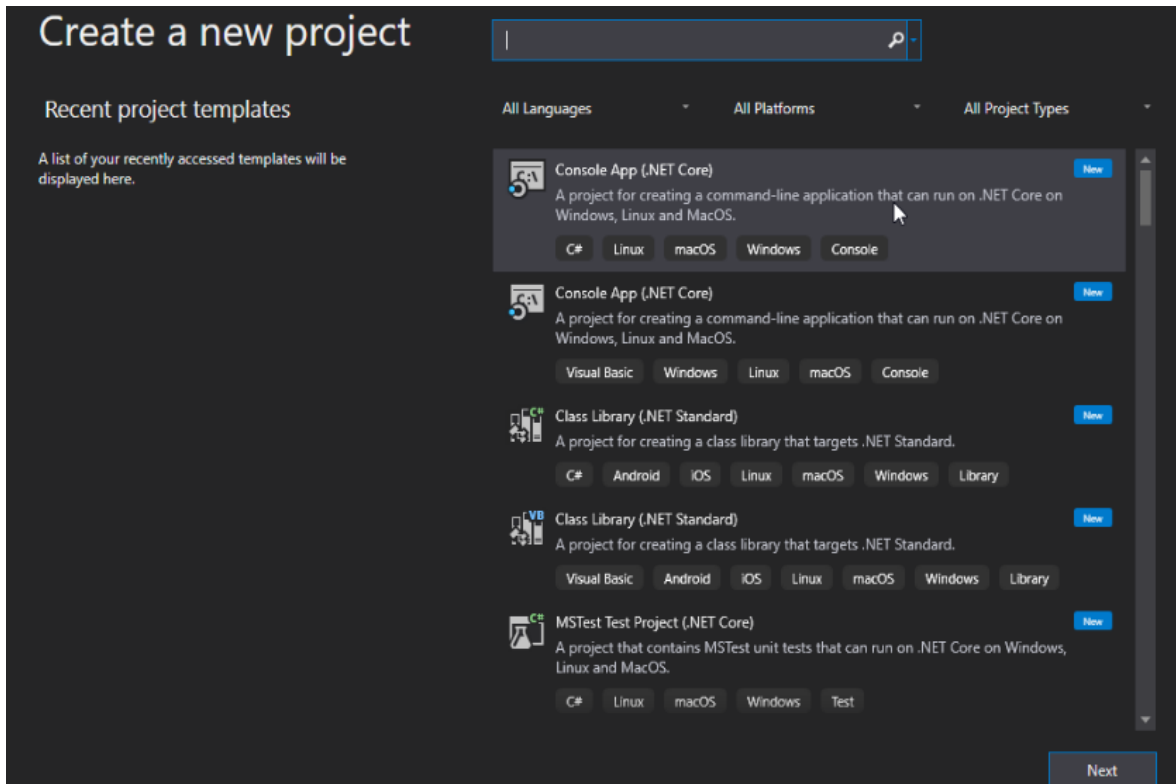 Create a new project
Recent project templates
A list of your recently accessed templates will be
displayed here.
All Languages
All Platforms
All Project Types
Console App (.NET Core)
New
A project for creating a command-line application that can run on .NET Core on
Windows, Linux and MacOS.
C# Linux macOS Windows Console
Console App (.NET Core)
New
A project for creating a command-line application that can run on .NET Core on
Windows, Linux and MacOS.
Visual Basic Windows Linux macOS Console
Class Library (.NET Standard)
New
A project for creating a class library that targets .NET Standard.
C# Android iOS Linux macOS Windows Library
Class Library (.NET Standard)
New
A project for creating a class library that targets .NET Standard.
Visual Basic Android iOS Linux macOS Windows Library
MSTest Test Project (.NET Core)
New
A project that contains MSTest unit tests that can run on .NET Core on Windows,
Linux and MacOS.
C# Linux macOS Windows Test
Next